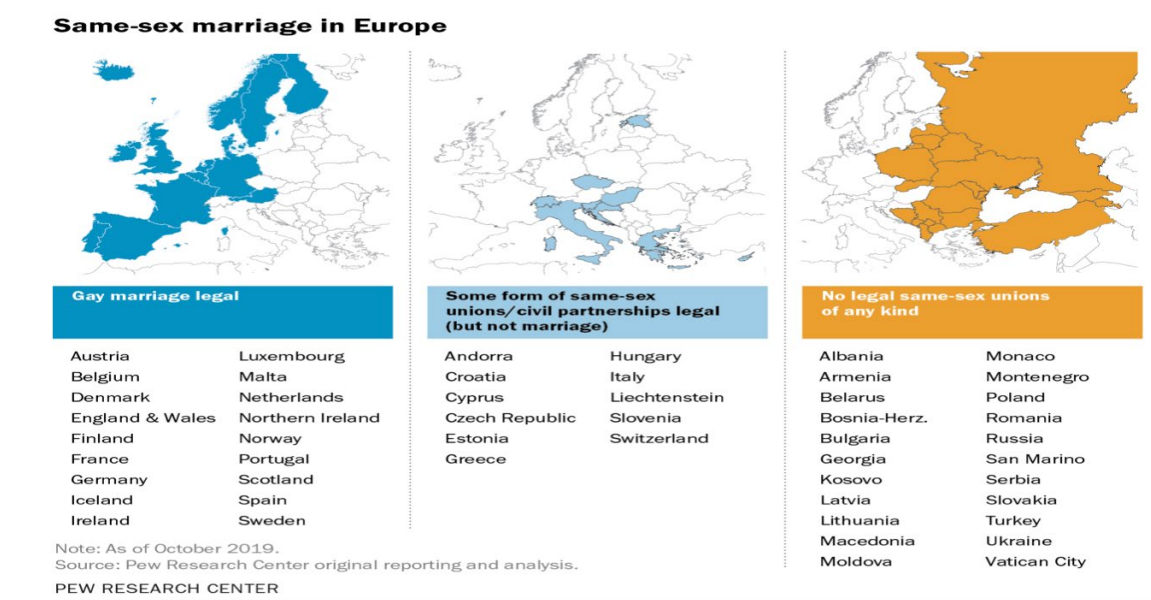 Same-sex marriage in Europe
Gay marriage legal
Austria
Belgium
Denmark
England & Wales
Finland
France
Germany
Iceland
Ireland
Luxembourg
Malta
Netherlands
Northern Ireland
Norway
Portugal
Scotland
Spain
Sweden
Some form of same-sex
unions/civil partnerships legal
(but not marriage)
Andorra
Croatia
Cyprus
Czech Republic
Estonia
Greece
Hungary
Italy
Liechtenstein
Slovenia
Switzerland
No legal same-sex unions
of any kind
Albania
Armenia
Belarus
Bosnia-Herz.
Bulgaria
Georgia
Kosovo
Latvia
Lithuania
Macedonia
Moldova
Monaco
Montenegro
Poland
Romania
Russia
San Marino
Serbia
Slovakia
Turkey
Ukraine
Vatican City
Note: As of October 2019.
Source: Pew Research Center original reporting and analysis.
PEW RESEARCH CENTER